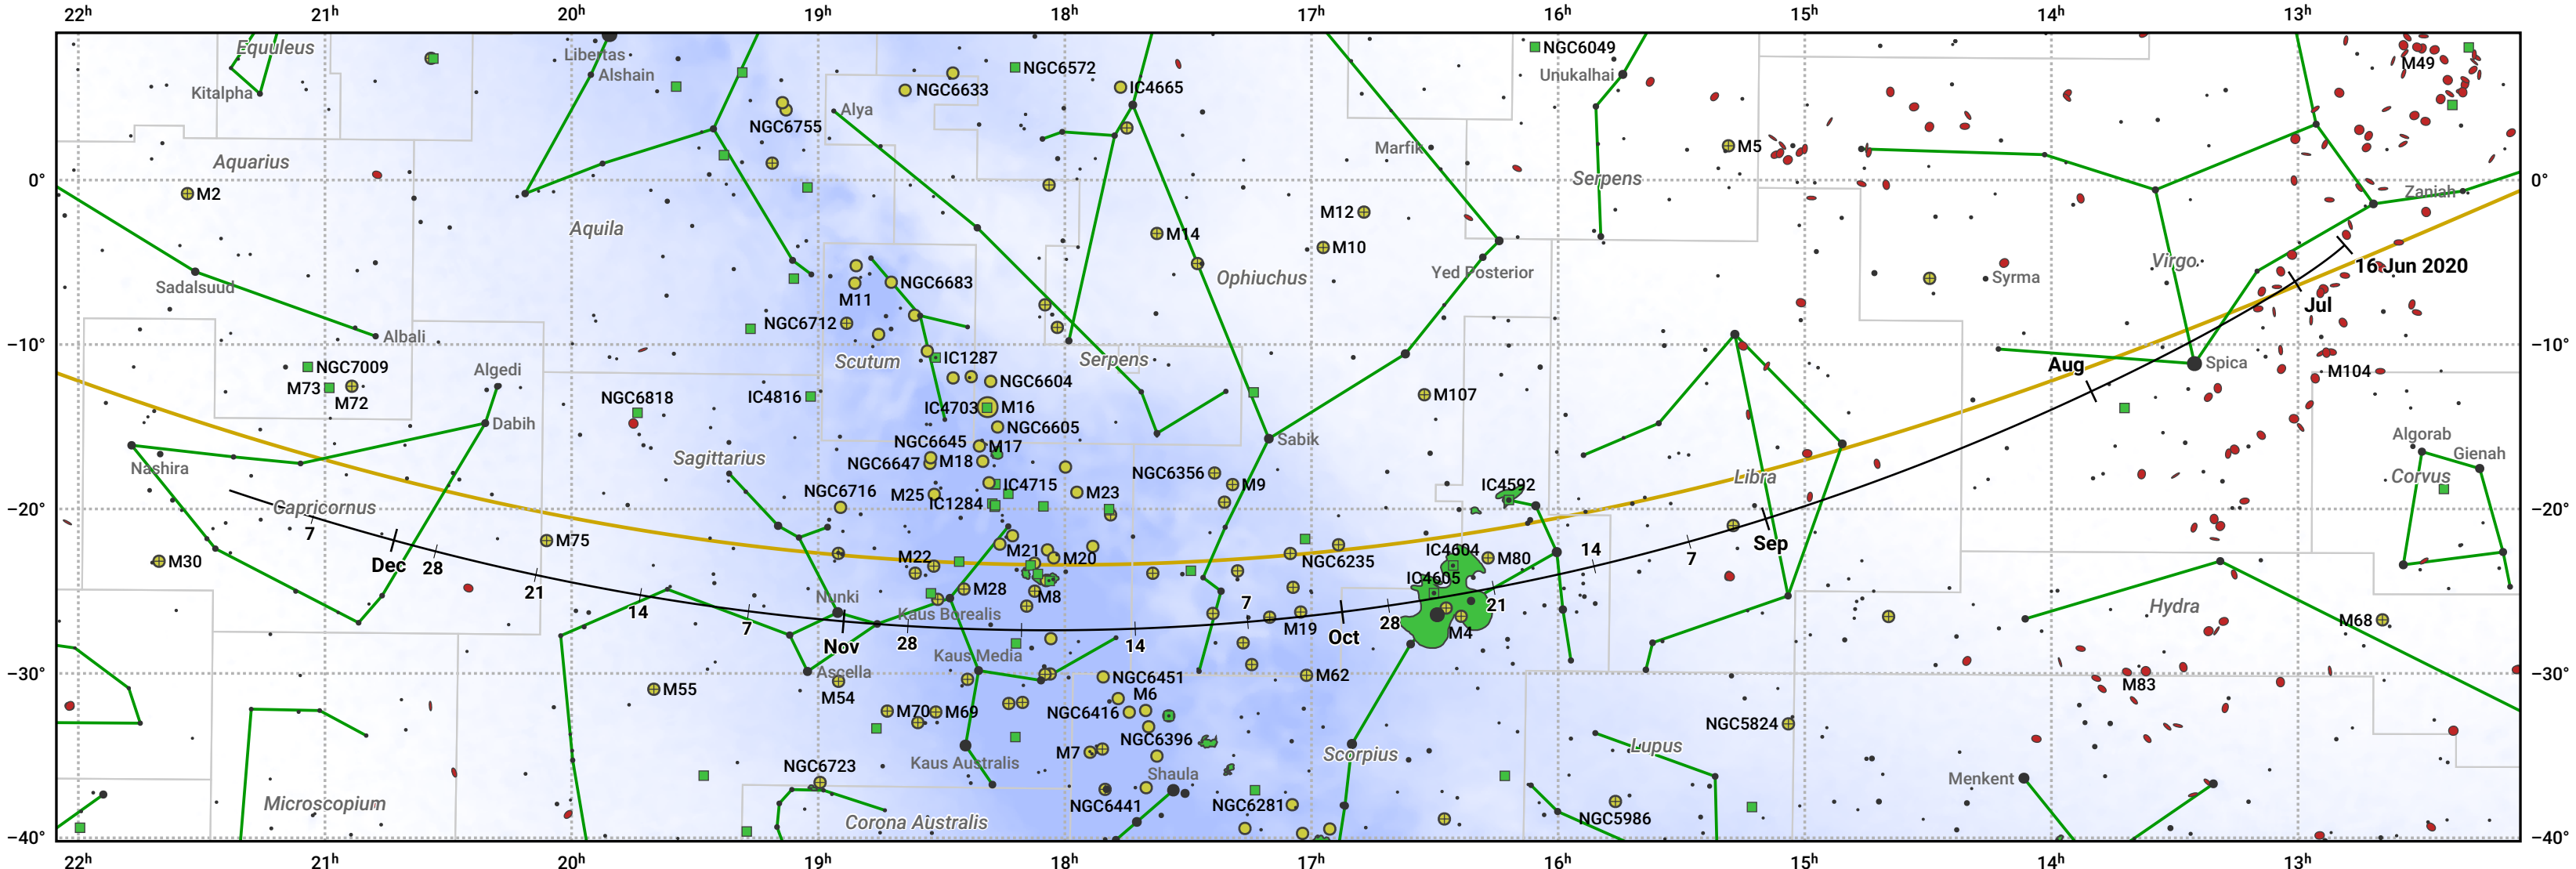 22h 21h 20h 19h 18h 17h 16h 15h 14h 13h
Equuleus
Libertas
Alshain
Kitalpha
NGC6633
NGC6572
IC4665
NGC6049
Unukalhai
M49
NGC6755
Alya
Marfik
M5
Aquarius
Serpens
0°
0°
M2
Zaniah
Aquila
M12
M14
M10
Ophiuchus
Yed Posterior
Virgo
16 Jun 2020
Syrma
Sadalsuud
NGC6683
M11
Jul
NGC6712
Albali
−10°
−10°
Scutum
IC1287
Serpens
Aug
Spica
NGC7009
Algedi
M104
M73
M72
NGC6818
IC4816
NGC6604
M107
IC4703
M16
Dabih
NGC6605
Sabik
Algorab
Gienah
NGC6645
M17
Sagittarius
NGC6647
M18
Nashira
NGC6356
M9
Libra
Corvus
IC4715
IC4592
NGC6716
M25
IC1284
M23
Capricornus
−20°
−20°
7
M75
Sep
M30
Dec
28
M22
M21
M20
NGC6235
IC4604
M80
14
7
21
M28
M8
IC4605
Nunki
14
Kaus Borealis
7
21
Hydra
7
M19
Oct
28
M4
M68
Nov
28
14
Kaus Media
−30°
−30°
Ascella
M55
M54
NGC6451
M62
M83
M6
M70
M69
NGC6416
NGC5824
NGC6396
M7
Scorpius
Lupus
Kaus Australis
NGC6723
Shaula
Menkent
Microscopium
NGC6441
NGC6281
Corona Australis
NGC5986
−40°
−40°
22h 21h 20h 19h 18h 17h 16h 15h 14h 13h